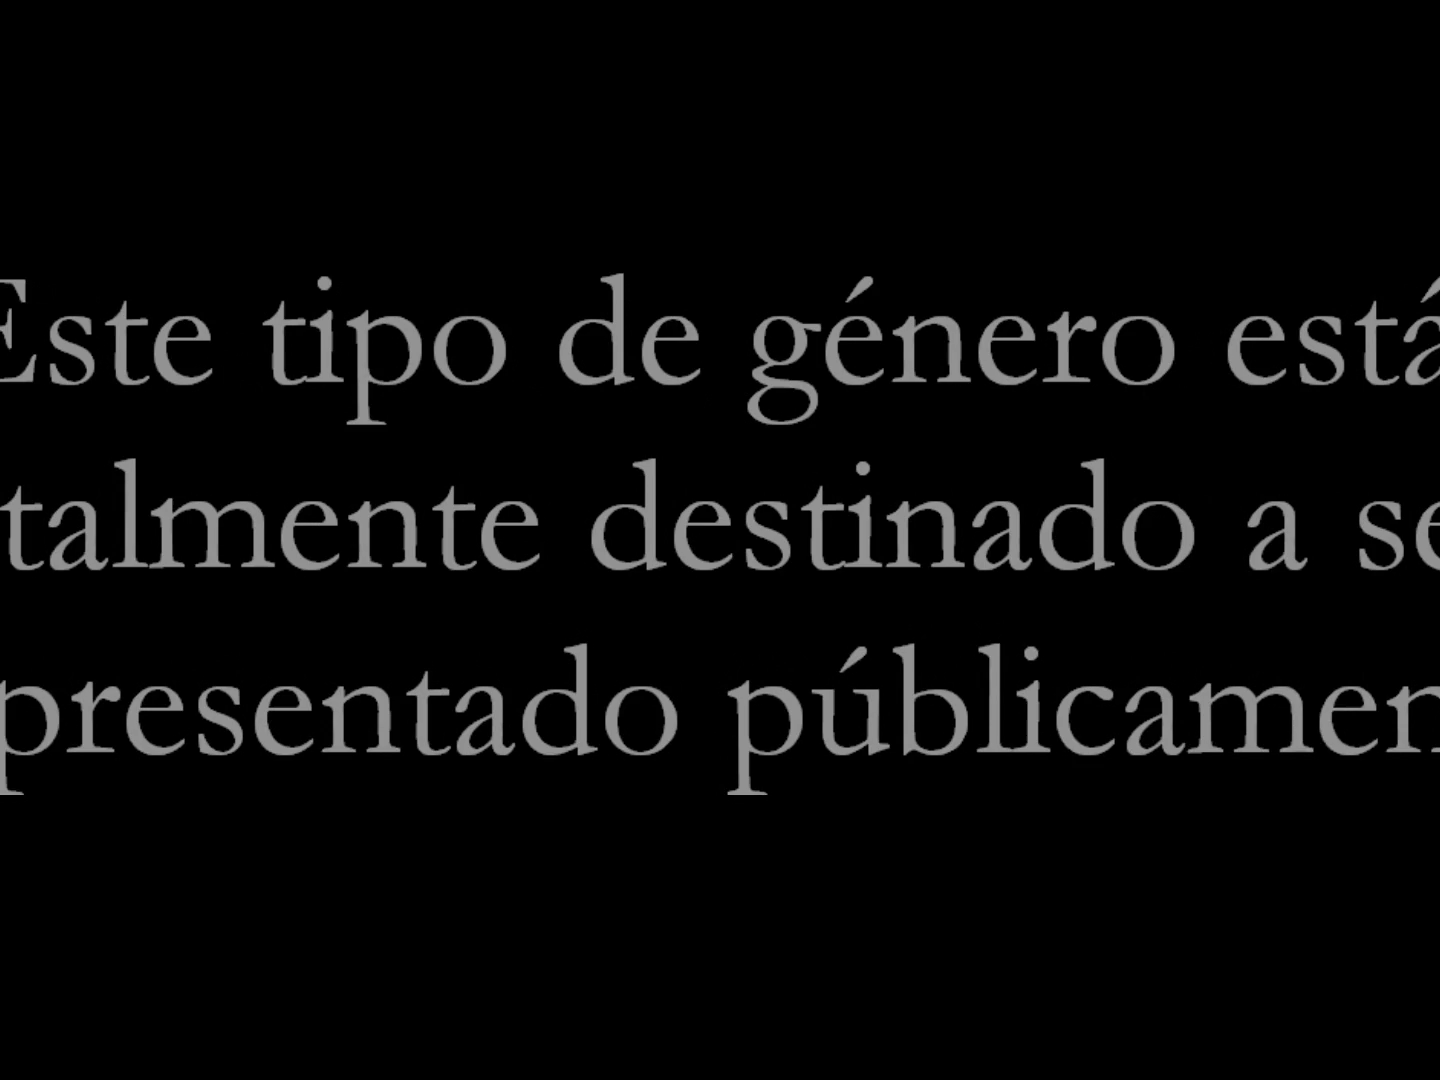 Este tipo de género está
talmente destinado a se
presentado públicamen